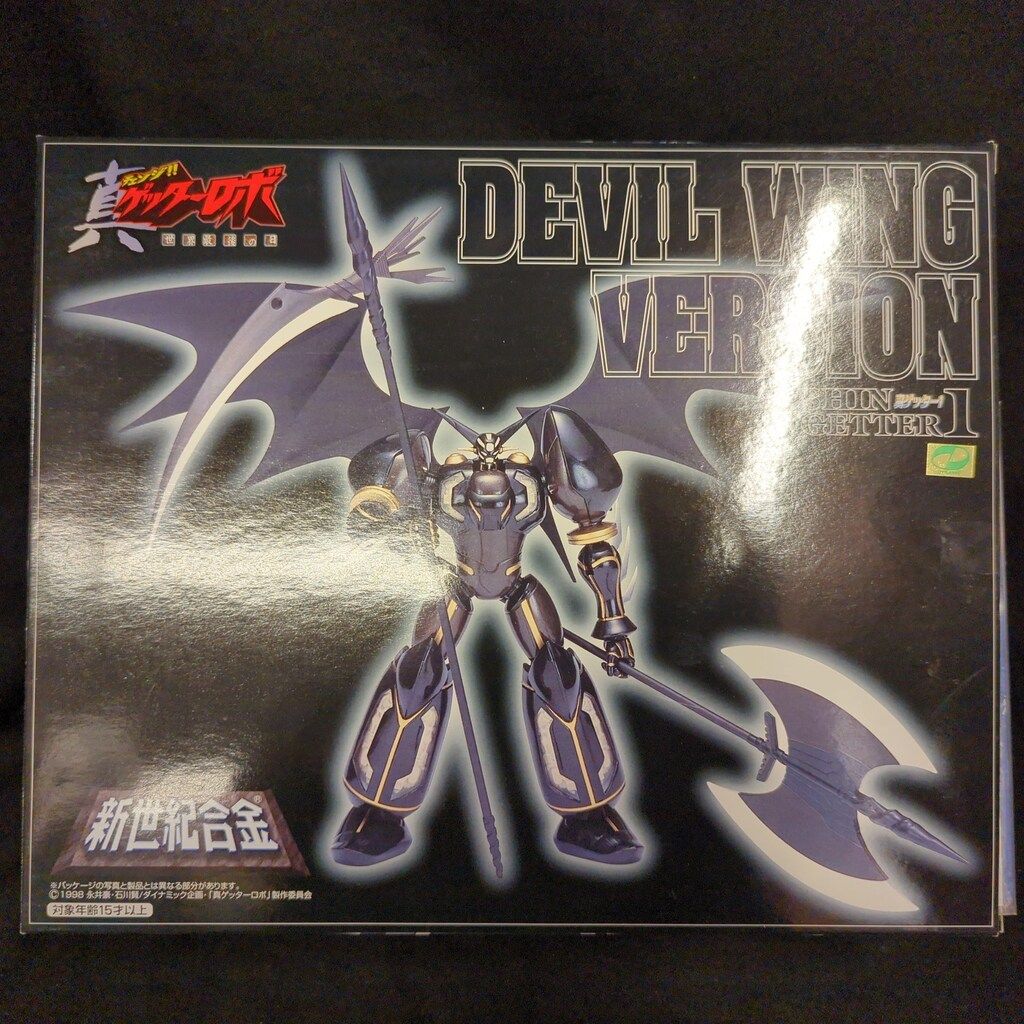 チェンジ!!
真ゲッターロボ
世界最後の日
DEVIL WING
VERSION
SHIN 真ゲッター1
GETTER 1
新世紀合金®
※パッケージの写真と製品とは異なる部分があります。
©1998 永井豪・石川賢/ダイナミック企画・「真ゲッターロボ」製作委員会
対象年齢15才以上